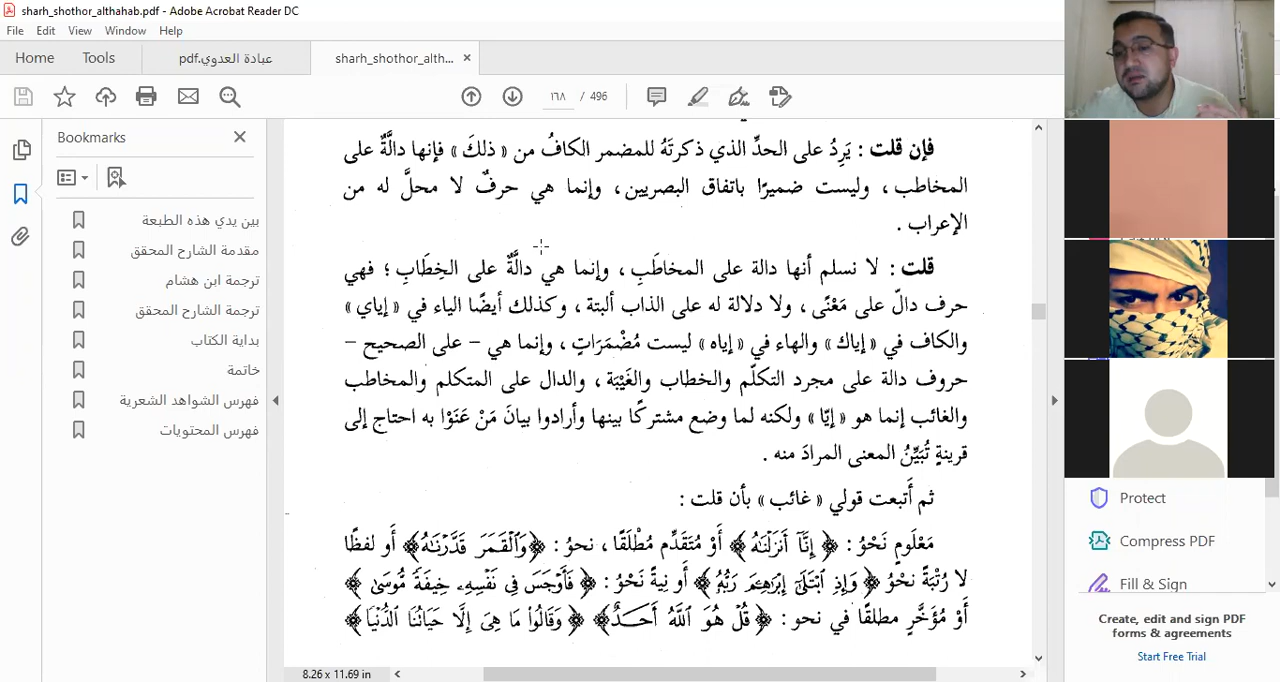 sharh_shothor_althahab.pdf - Adobe Acrobat Reader DC
File Edit View Window Help
Home Tools عبادة العدوي.pdf sharh_shothor_alth...
١٦٨ / 496
Bookmarks
بين يدي هذه الطبعة
مقدمة الشارح المحقق
ترجمة ابن هشام
ترجمة الشارح المحقق
بداية الكتاب
خاتمة
فهرس الشواهد الشعرية
فهرس المحتويات
فإن قلت : يَرِدُ على الحدِّ الذي ذكرتَهُ للمضمر الكافُ من « ذلكَ » فإنها دالَّةٌ على
المخاطب ، وليست ضميرًا باتفاق البصريين ، وإنما هي حرفٌ لا محلَّ له من
الإعراب .
قلت : لا نسلم أنها دالة على المخاطَبِ ، وإنما هي دالَّةٌ على الخِطَابِ ؛ فهي
حرف دالّ على مَعْنًى ، ولا دلالة له على الذاب ألبتة ، وكذلك أيضًا الياء في « إياي »
والكاف في « إياك » والهاء في « إياه » ليست مُضْمَرَاتٍ ، وإنما هي – على الصحيح –
حروف دالة على مجرد التكلّم والخطاب والغَيْبَة ، والدال على المتكلم والمخاطب
والغائب إنما هو « إيَّا » ولكنه لما وضع مشتركًا بينها وأرادوا بيانَ مَنْ عَنَوْا به احتاج إلى
قرينةٍ تُبَيِّنُ المعنى المرادَ منه .
ثم أَتبعت قولي « غائب » بأن قلت :
مَعْلُومٍ نَحْوُ : ﴿ إِنَّآ أَنزَلْنَٰهُ ﴾ أَوْ مُتَقَدِّم مُطْلَقًا ، نحوُ : ﴿وَٱلْقَمَرَ قَدَّرْنَٰهُ﴾ أَو لفظًا
لا رُتْبَةً نحوُ ﴿ وَإِذِ ٱبْتَلَىٰٓ إِبْرَٰهِـۧمَ رَبُّهُۥ ﴾ أَو نِيةً نَحْوُ : ﴿ فَأَوْجَسَ فِى نَفْسِهِۦ خِيفَةً مُّوسَىٰ ﴾
أَوْ مُؤَخَّرٍ مطلقًا في نحو : ﴿ قُلْ هُوَ ٱللَّهُ أَحَدٌ﴾ ﴿ وَقَالُوا۟ مَا هِىَ إِلَّا حَيَاتُنَا ٱلدُّنْيَا ﴾
8.26 x 11.69 in
Protect
Compress PDF
Fill & Sign
Create, edit and sign PDF
forms & agreements
Start Free Trial